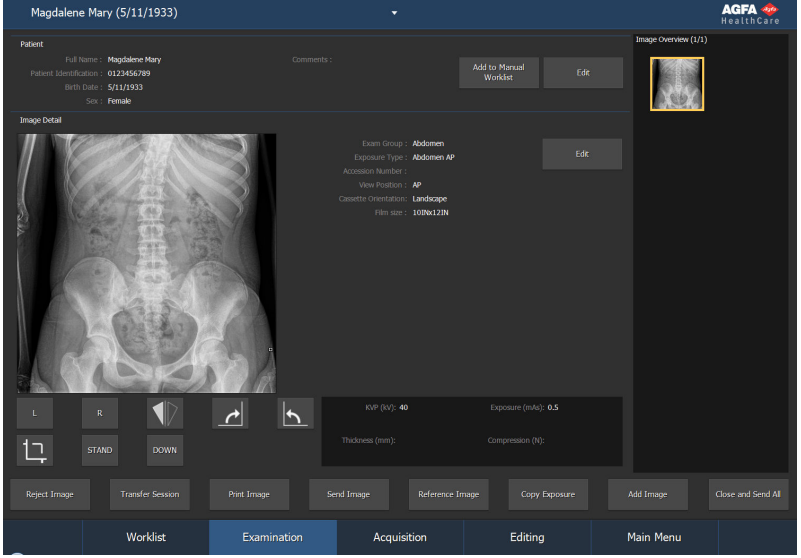 Magdalene Mary (5/11/1933)
AGFA Agfa
HealthCare
Patient
Full Name : Magdalene Mary
Comments :
Patient Identification : 0123456789
Birth Date : 5/11/1933
Sex : Female
Add to Manual
Worklist
Edit
Image Overview (1/1)
Image Detail
Exam Group : Abdomen
Exposure Type : Abdomen AP
Accession Number :
View Position : AP
Cassette Orientation: Landscape
Film size : 10INx12IN
Edit
L
R
STAND
DOWN
KVP (kV): 40
Exposure (mAs): 0.5
Thickness (mm):
Compression (N):
Reject Image
Transfer Session
Print Image
Send Image
Reference Image
Copy Exposure
Add Image
Close and Send All
Worklist
Examination
Acquisition
Editing
Main Menu